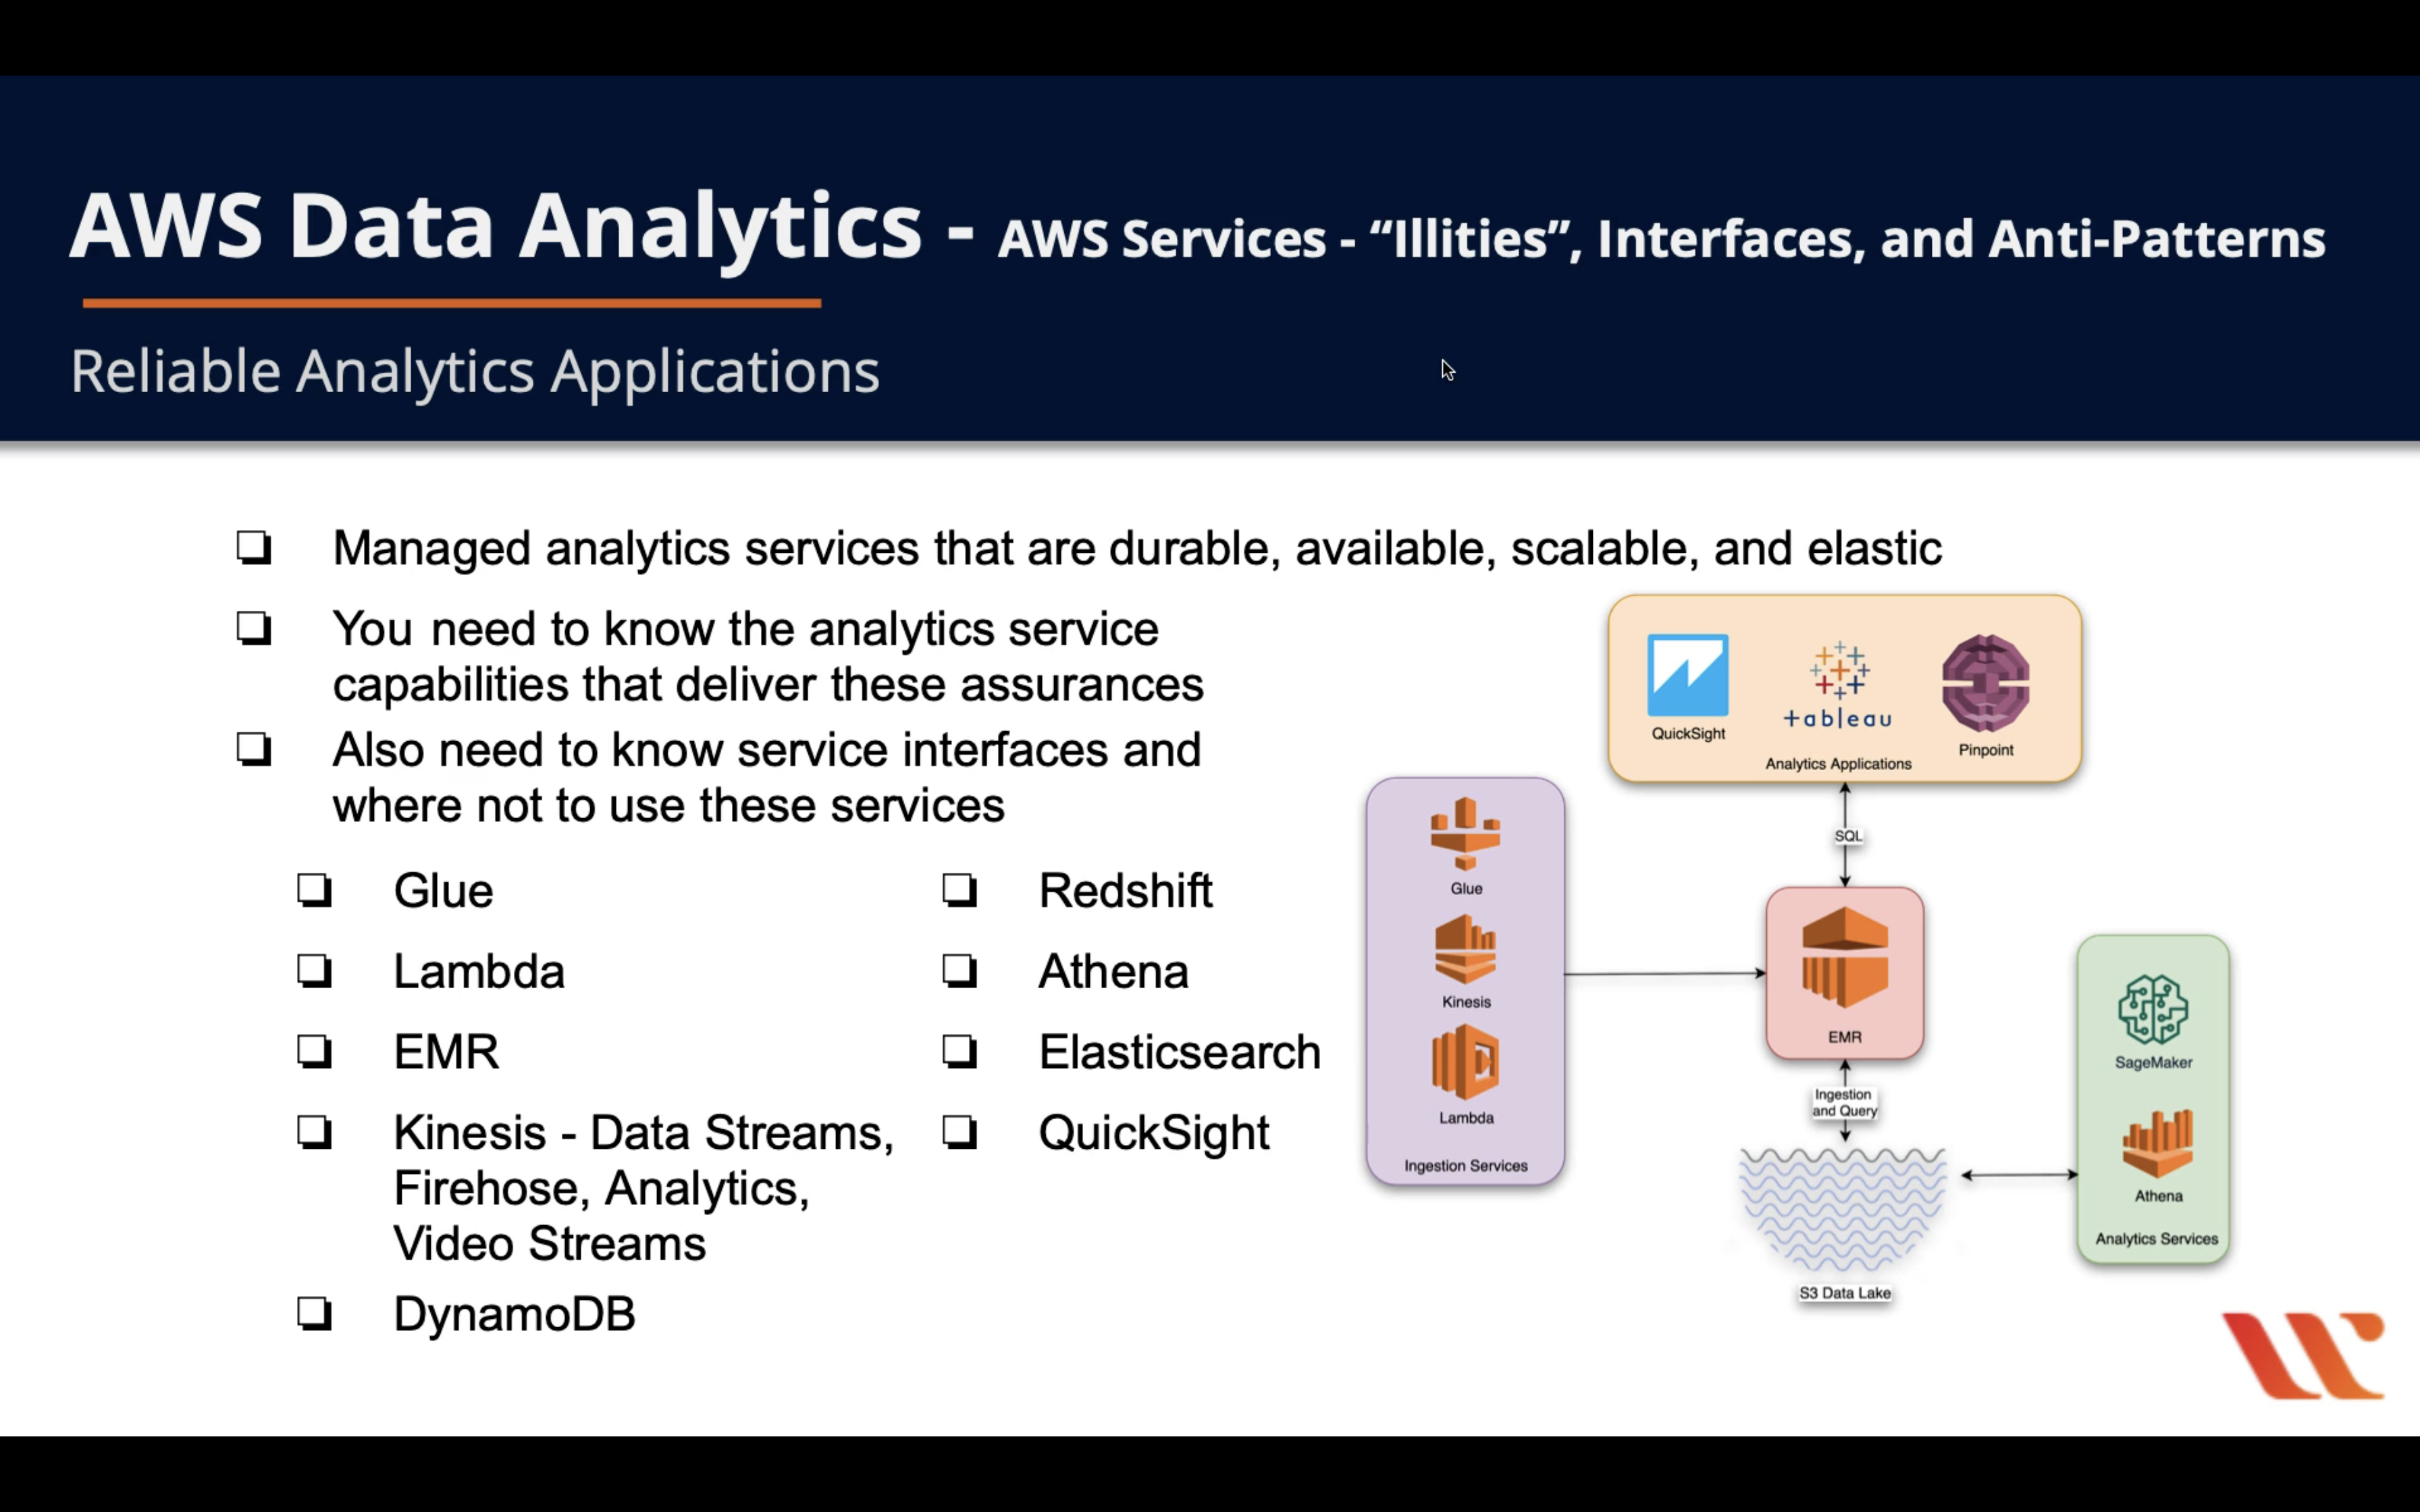 AWS Data Analytics - AWS Services - “Illities”, Interfaces, and Anti-Patterns
Reliable Analytics Applications
Managed analytics services that are durable, available, scalable, and elastic
You need to know the analytics service
capabilities that deliver these assurances
Also need to know service interfaces and
where not to use these services
Glue
Lambda
EMR
Kinesis - Data Streams,
Firehose, Analytics,
Video Streams
DynamoDB
Redshift
Athena
Elasticsearch
QuickSight
QuickSight
+ableau
Pinpoint
Analytics Applications
SQL
Glue
Kinesis
Lambda
Ingestion Services
EMR
Ingestion
and Query
S3 Data Lake
SageMaker
Athena
Analytics Services